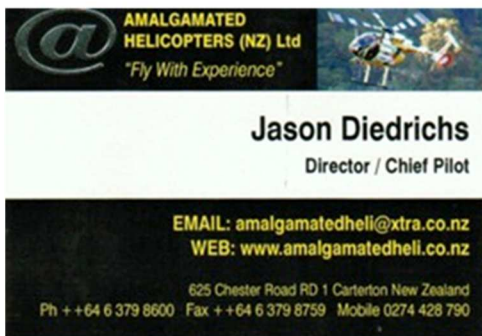 AMALGAMATED
HELICOPTERS (NZ) Ltd
"Fly With Experience"
Jason Diedrichs
Director / Chief Pilot
EMAIL: amalgamatedheli@xtra.co.nz
WEB: www.amalgamatedheli.co.nz
625 Chester Road RD 1 Carterton New Zealand
Ph ++64 6 379 8600 Fax ++64 6 379 8759 Mobile 0274 428 790